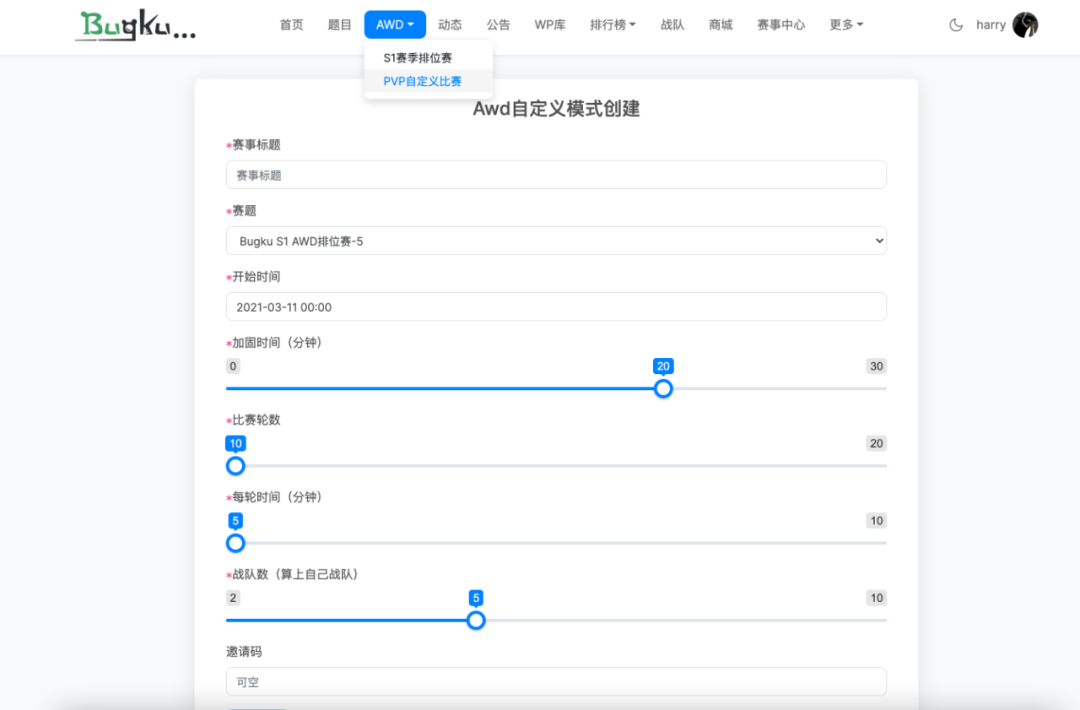 Bugku...
首页 题目 AWD 动态 公告 WP库 排行榜 战队 商城 赛事中心 更多 harry
S1赛季排位赛
PVP自定义比赛
Awd自定义模式创建
*赛事标题
赛事标题
*赛题
Bugku S1 AWD排位赛-5
*开始时间
2021-03-11 00:00
*加固时间（分钟）
0 20 30
*比赛轮数
10 20
*每轮时间（分钟）
5 10
*战队数（算上自己战队）
2 5 10
邀请码
可空